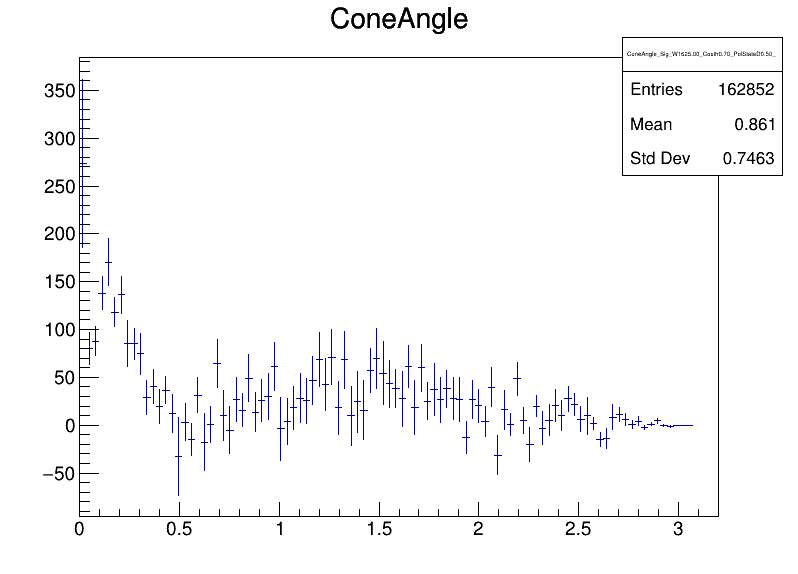 ConeAngle
ConeAngle_Sig_W1625.00_Costh0.70_PolStateD0.50_
Entries 162852
Mean 0.861
Std Dev 0.7463
350
300
250
200
150
100
50
0
−50
0 0.5 1 1.5 2 2.5 3